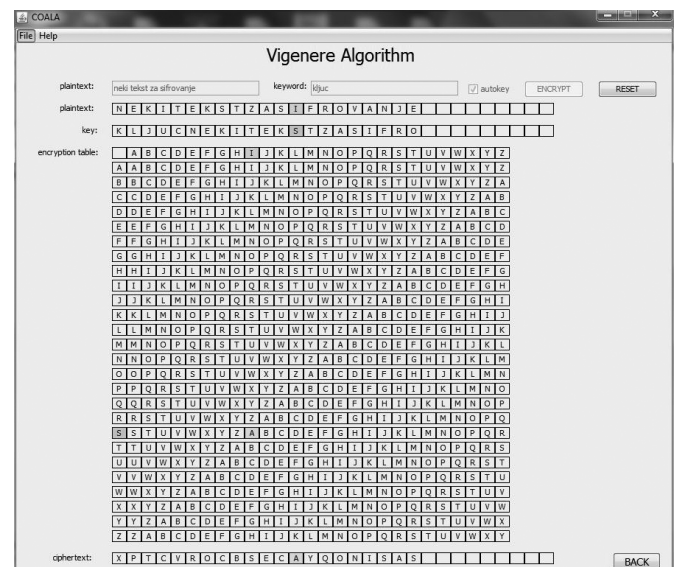 COALA
File Help
Vigenere Algorithm
plaintext: neki tekst za sifrovanje keyword: kljuc autokey ENCRYPT RESET
plaintext: N E K I T E K S T Z A S I F R O V A N J E
key: K L J U C N E K I T E K S T Z A S I F R O
encryption table: A B C D E F G H I J K L M N O P Q R S T U V W X Y Z
A A B C D E F G H I J K L M N O P Q R S T U V W X Y Z
B B C D E F G H I J K L M N O P Q R S T U V W X Y Z A
C C D E F G H I J K L M N O P Q R S T U V W X Y Z A B
D D E F G H I J K L M N O P Q R S T U V W X Y Z A B C
E E F G H I J K L M N O P Q R S T U V W X Y Z A B C D
F F G H I J K L M N O P Q R S T U V W X Y Z A B C D E
G G H I J K L M N O P Q R S T U V W X Y Z A B C D E F
H H I J K L M N O P Q R S T U V W X Y Z A B C D E F G
I I J K L M N O P Q R S T U V W X Y Z A B C D E F G H
J J K L M N O P Q R S T U V W X Y Z A B C D E F G H I
K K L M N O P Q R S T U V W X Y Z A B C D E F G H I J
L L M N O P Q R S T U V W X Y Z A B C D E F G H I J K
M M N O P Q R S T U V W X Y Z A B C D E F G H I J K L
N N O P Q R S T U V W X Y Z A B C D E F G H I J K L M
O O P Q R S T U V W X Y Z A B C D E F G H I J K L M N
P P Q R S T U V W X Y Z A B C D E F G H I J K L M N O
Q Q R S T U V W X Y Z A B C D E F G H I J K L M N O P
R R S T U V W X Y Z A B C D E F G H I J K L M N O P Q
S S T U V W X Y Z A B C D E F G H I J K L M N O P Q R
T T U V W X Y Z A B C D E F G H I J K L M N O P Q R S
U U V W X Y Z A B C D E F G H I J K L M N O P Q R S T
V V W X Y Z A B C D E F G H I J K L M N O P Q R S T U
W W X Y Z A B C D E F G H I J K L M N O P Q R S T U V
X X Y Z A B C D E F G H I J K L M N O P Q R S T U V W
Y Y Z A B C D E F G H I J K L M N O P Q R S T U V W X
Z Z A B C D E F G H I J K L M N O P Q R S T U V W X Y
ciphertext: X P T C V R O C B S E C A Y Q O N I S A S BACK